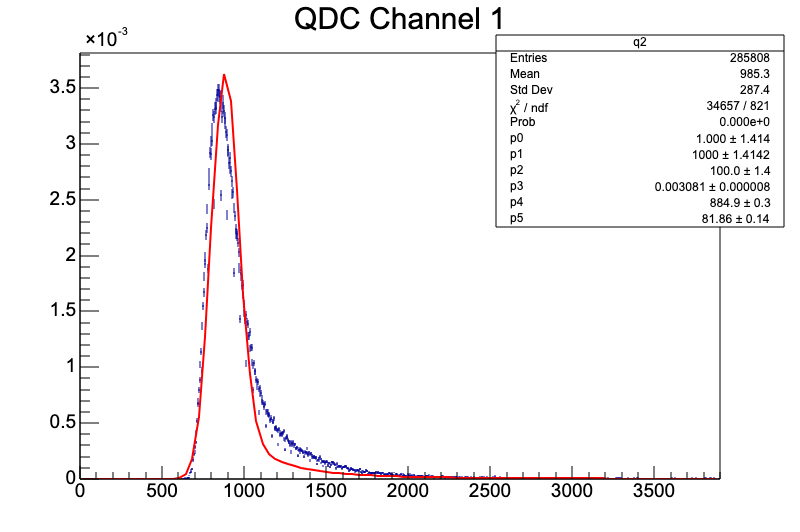 QDC Channel 1
×10⁻³
q2
Entries 285808
Mean 985.3
Std Dev 287.4
χ² / ndf 34657 / 821
Prob 0.000e+0
p0 1.000 ± 1.414
p1 1000 ± 1.4142
p2 100.0 ± 1.4
p3 0.003081 ± 0.000008
p4 884.9 ± 0.3
p5 81.86 ± 0.14
3.5
3
2.5
2
1.5
1
0.5
0
0 500 1000 1500 2000 2500 3000 3500